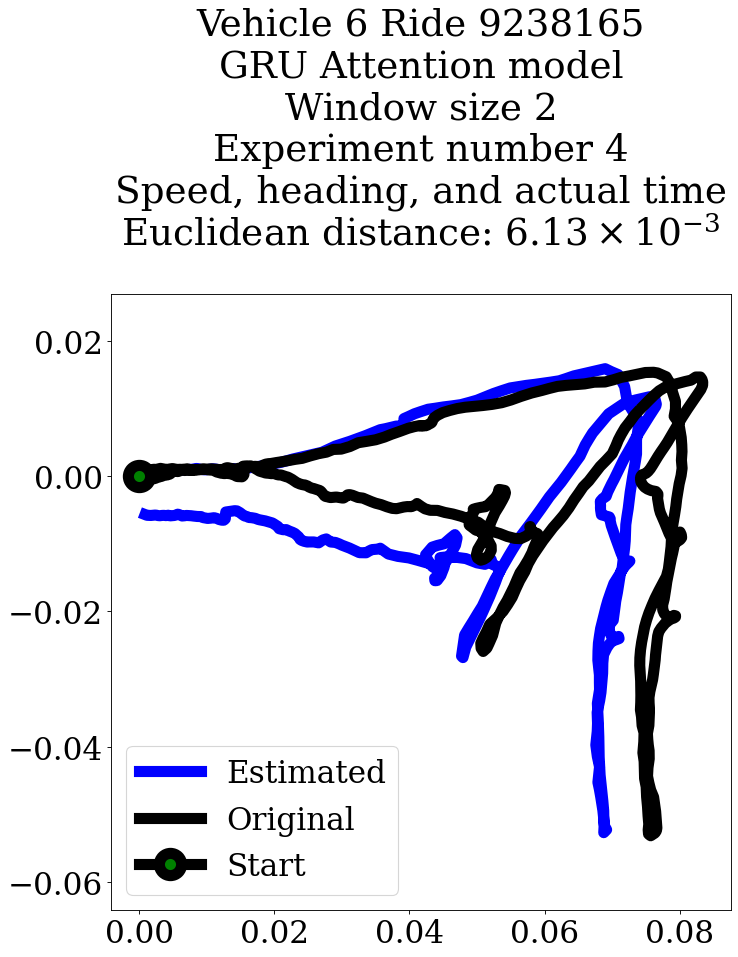 Vehicle 6 Ride 9238165
GRU Attention model
Window size 2
Experiment number 4
Speed, heading, and actual time
Euclidean distance: 6.13 × 10⁻³
0.02
0.00
−0.02
−0.04
−0.06
Estimated
Original
Start
0.00 0.02 0.04 0.06 0.08